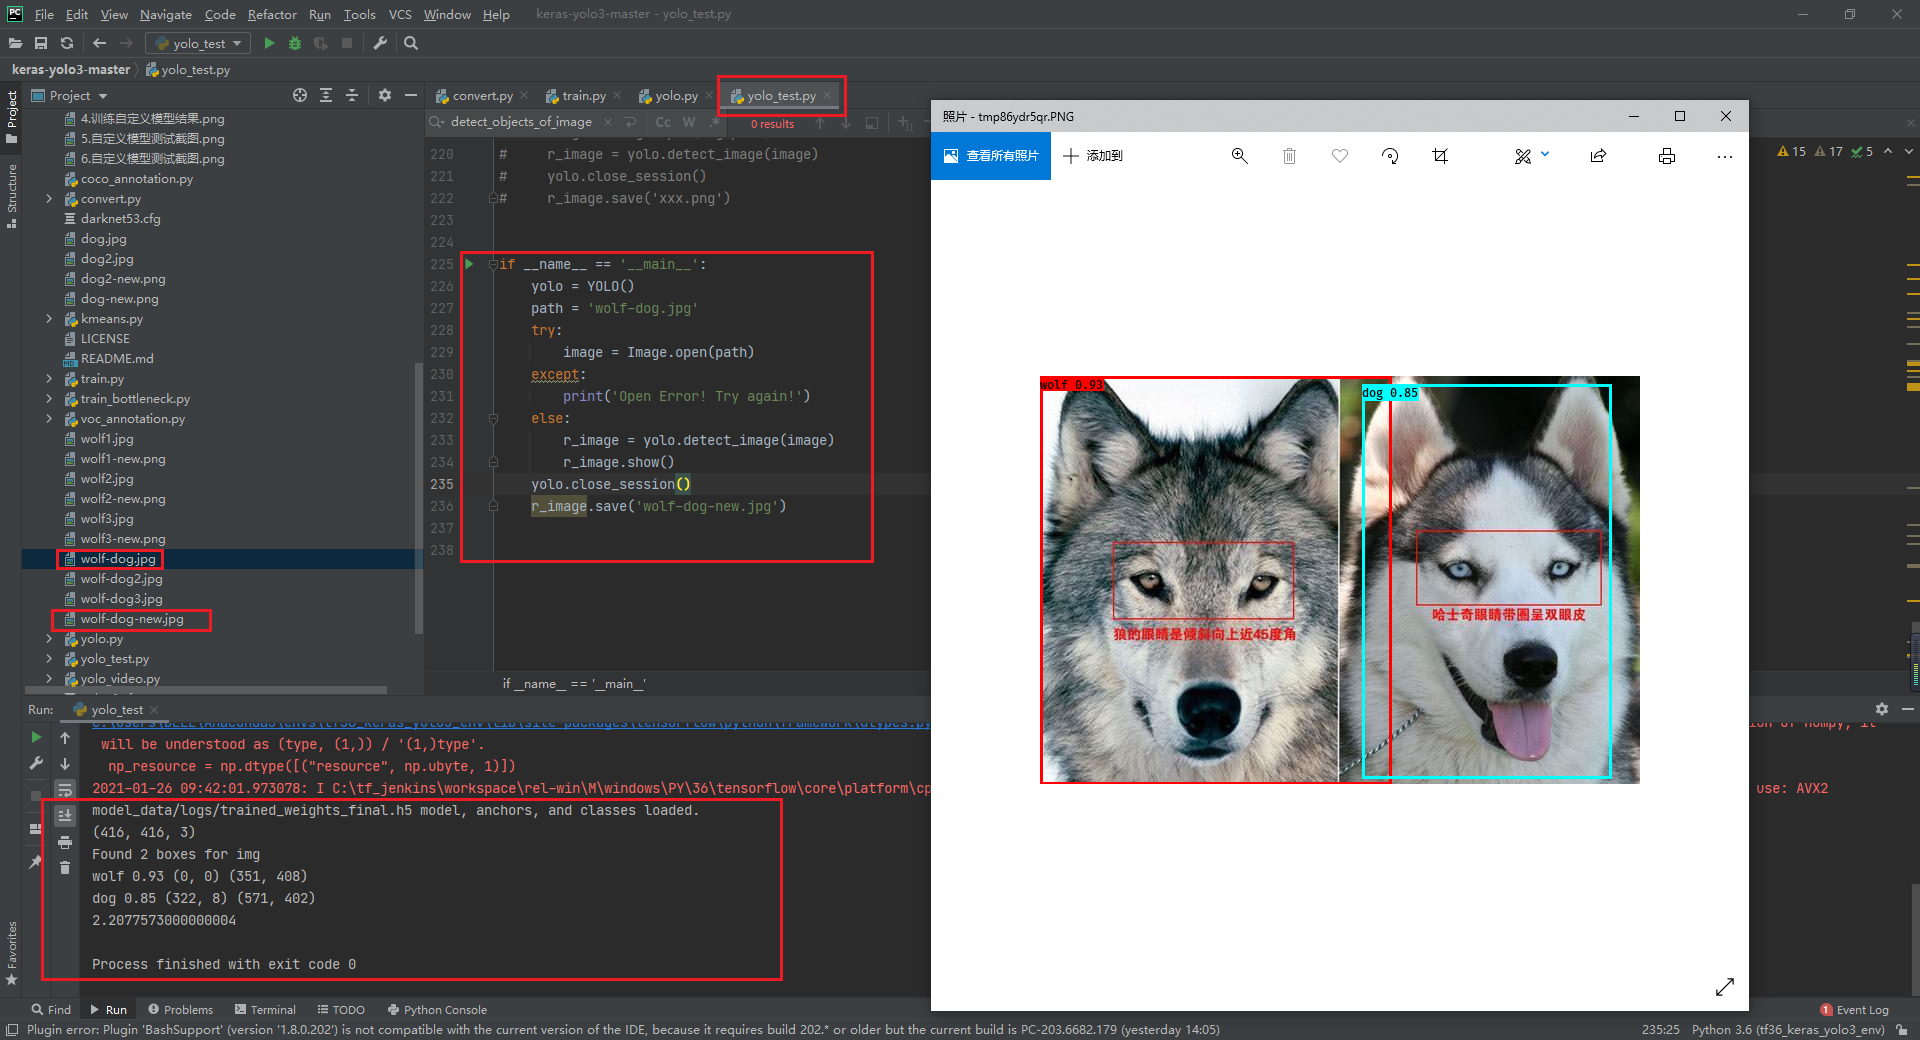 PC File Edit View Navigate Code Refactor Run Tools VCS Window Help keras-yolo3-master - yolo_test.py
yolo_test
keras-yolo3-master yolo_test.py
Project
Project
Structure
Favorites
4.训练自定义模型结果.png
5.自定义模型测试截图.png
6.自定义模型测试截图.png
coco_annotation.py
convert.py
darknet53.cfg
dog.jpg
dog2.jpg
dog2-new.png
dog-new.png
kmeans.py
LICENSE
README.md
train.py
train_bottleneck.py
voc_annotation.py
wolf1.jpg
wolf1-new.png
wolf2.jpg
wolf2-new.png
wolf3.jpg
wolf3-new.png
wolf-dog.jpg
wolf-dog2.jpg
wolf-dog3.jpg
wolf-dog-new.jpg
yolo.py
yolo_test.py
yolo_video.py
convert.py train.py yolo.py yolo_test.py
detect_objects_of_image Cc W .* 0 results
15 17 5
220 # r_image = yolo.detect_image(image)
221 # yolo.close_session()
222 # r_image.save('xxx.png')
223
224
225 if __name__ == '__main__':
226 yolo = YOLO()
227 path = 'wolf-dog.jpg'
228 try:
229 image = Image.open(path)
230 except:
231 print('Open Error! Try again!')
232 else:
233 r_image = yolo.detect_image(image)
234 r_image.show()
235 yolo.close_session()
236 r_image.save('wolf-dog-new.jpg')
237
238
if __name__ == '__main__'
照片 - tmp86ydr5qr.PNG
查看所有照片 添加到
wolf 0.93
dog 0.85
狼的眼睛是倾斜向上近45度角
哈士奇眼睛带圈呈双眼皮
Run: yolo_test
will be understood as (type, (1,)) / '(1,)type'.
np_resource = np.dtype([("resource", np.ubyte, 1)])
2021-01-26 09:42:01.973078: I C:\tf_jenkins\workspace\rel-win\M\windows\PY\36\tensorflow\core\platform\cp
use: AVX2
model_data/logs/trained_weights_final.h5 model, anchors, and classes loaded.
(416, 416, 3)
Found 2 boxes for img
wolf 0.93 (0, 0) (351, 408)
dog 0.85 (322, 8) (571, 402)
2.2077573000000004
Process finished with exit code 0
Find Run Problems Terminal TODO Python Console 1 Event Log
Plugin error: Plugin 'BashSupport' (version '1.8.0.202') is not compatible with the current version of the IDE, because it requires build 202.* or older but the current build is PC-203.6682.179 (yesterday 14:05) 235:25 Python 3.6 (tf36_keras_yolo3_env)